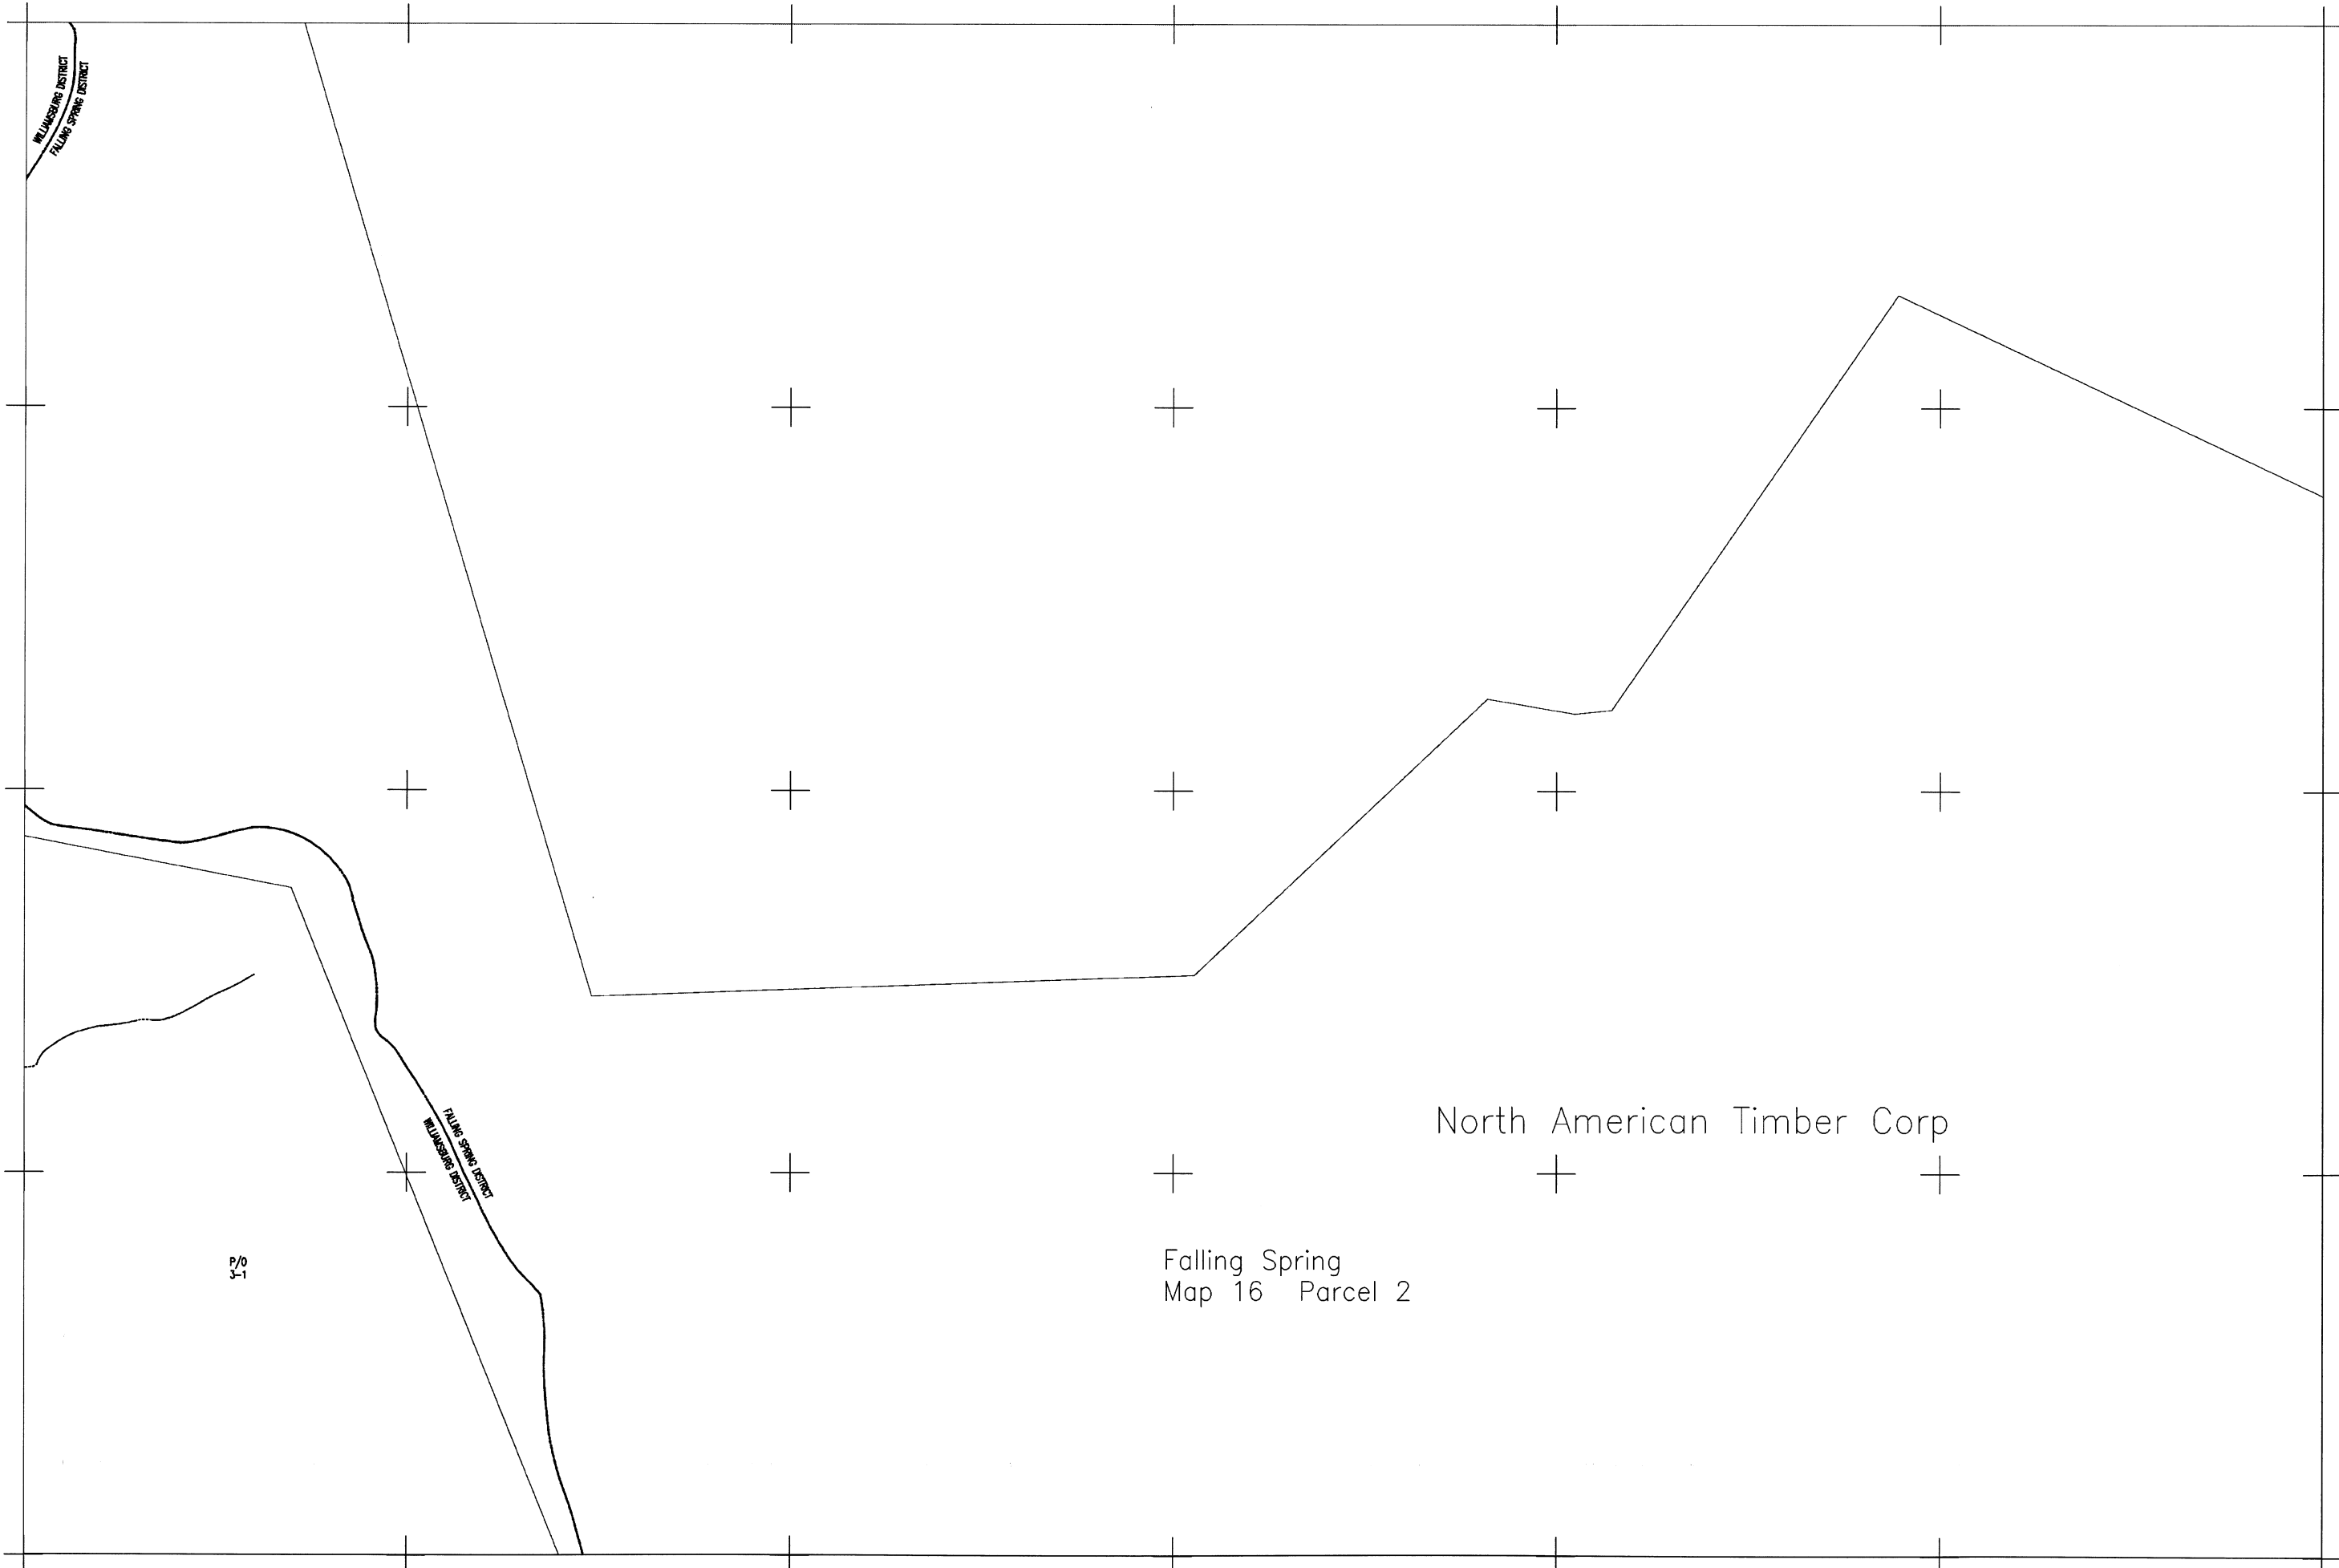 WILLIAMSBURG DISTRICT
FALLING SPRING DISTRICT
FALLING SPRING DISTRICT
WILLIAMSBURG DISTRICT
North American Timber Corp
P/O
3-1
Falling Spring
Map 16 Parcel 2